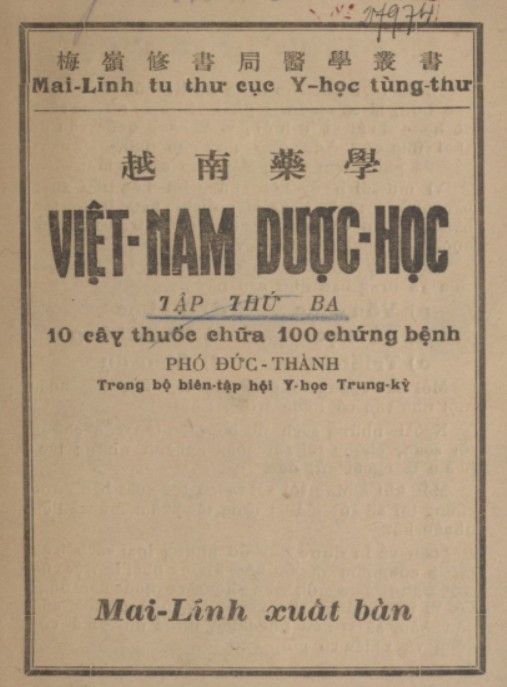 24974
梅嶺修書局醫學叢書
Mai-Lĩnh tu thư cục Y-học tùng-thư
越南藥學
VIỆT-NAM DƯỢC-HỌC
TẬP THỨ BA
10 cây thuốc chữa 100 chứng bệnh
PHÓ ĐỨC-THÀNH
Trong bộ biên-tập hội Y-học Trung-kỳ
Mai-Lĩnh xuất bản